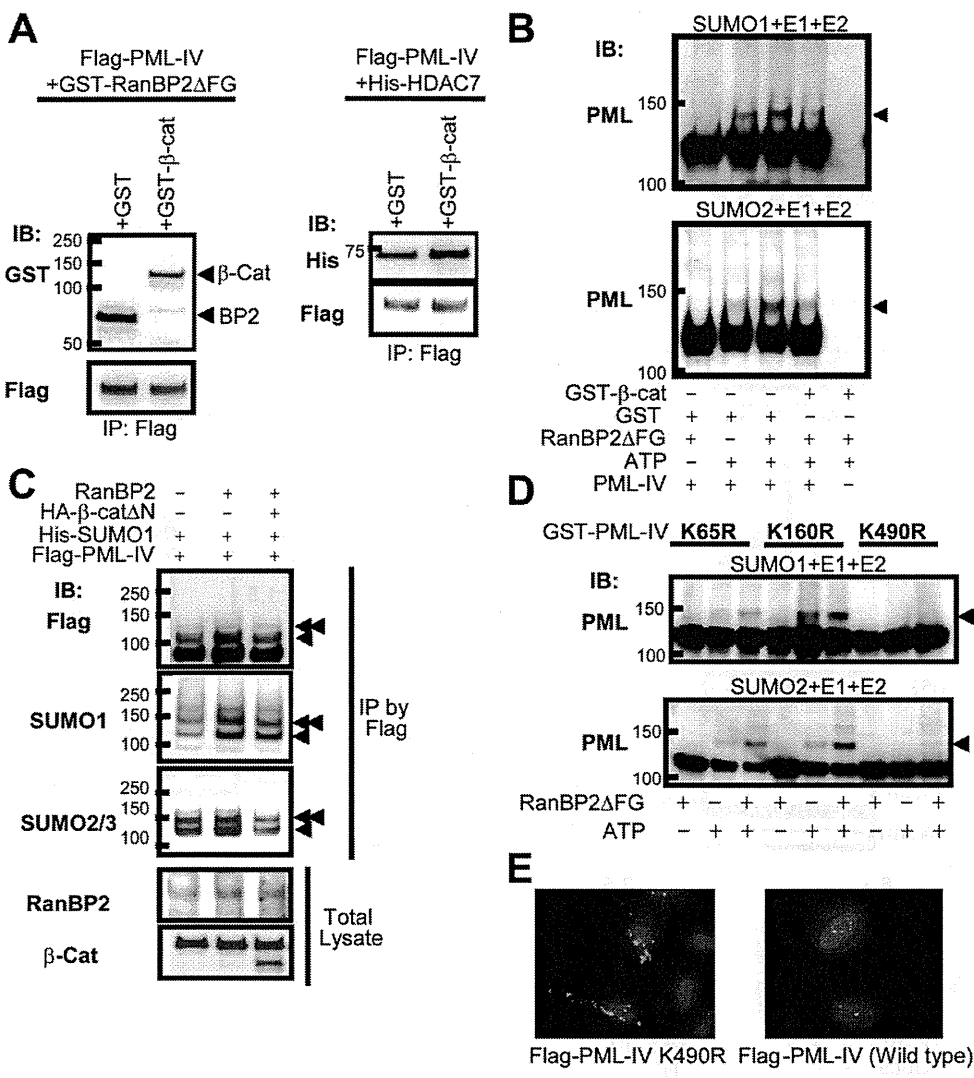 A
Flag-PML-IV
+GST-RanBP2ΔFG
+GST
+GST-β-cat
IB:
GST
250
150
100
50
β-Cat
BP2
Flag
IP: Flag
Flag-PML-IV
+His-HDAC7
+GST
+GST-β-cat
IB:
His
75
Flag
IP: Flag
B
SUMO1+E1+E2
IB:
PML
150
100
SUMO2+E1+E2
PML
150
100
GST-β-cat − − − + +
GST + + + − −
RanBP2ΔFG + − + + +
ATP − + + + +
PML-IV + + + + −
C
RanBP2 − + +
HA-β-catΔN − − +
His-SUMO1 + + +
Flag-PML-IV + + +
IB:
Flag
250
150
100
SUMO1
250
150
100
SUMO2/3
250
150
100
IP by
Flag
RanBP2
β-Cat
Total
Lysate
D
GST-PML-IV K65R K160R K490R
SUMO1+E1+E2
IB:
PML
150
100
SUMO2+E1+E2
PML
150
100
RanBP2ΔFG + − + + − + + − +
ATP − + + − + + − + +
E
Flag-PML-IV K490R
Flag-PML-IV (Wild type)